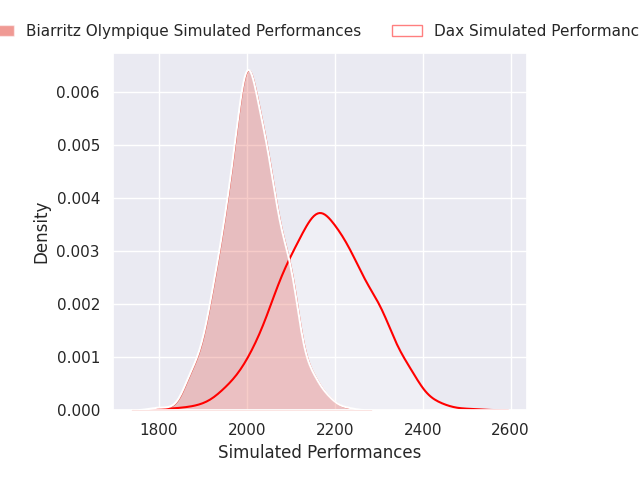 Biarritz Olympique Simulated Performances Dax Simulated
0.006
0.005
0.004
0.003
0.002
0.001
0.000
Density
1800 2000 2200 2400 2600
Simulated Performances